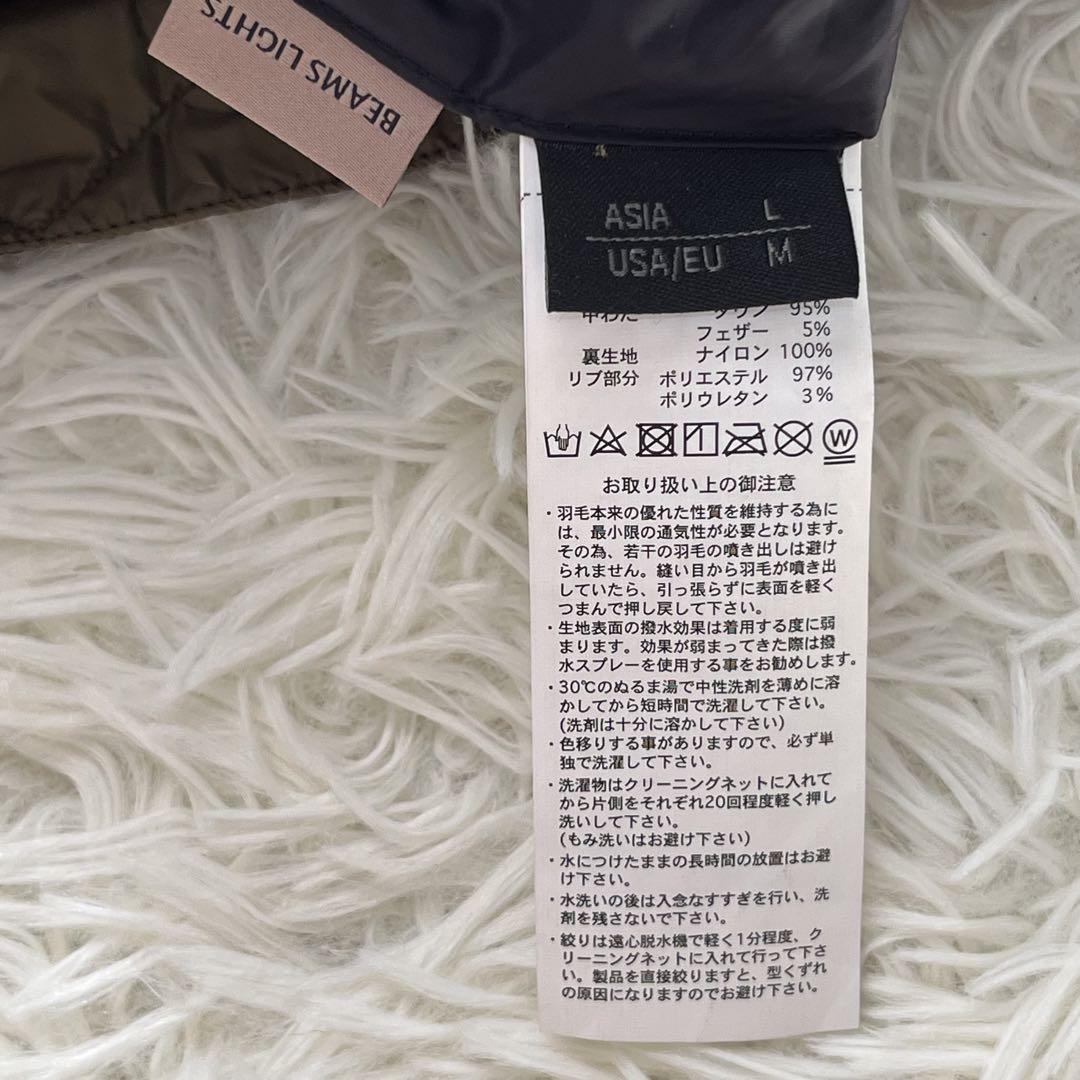 BEAMS LIGHTS
ASIA L
USA/EU M
中わた ダウン 95%
フェザー 5%
裏生地 ナイロン 100%
リブ部分 ポリエステル 97%
ポリウレタン 3%
W
お取り扱い上の御注意
・羽毛本来の優れた性質を維持する為に
は、最小限の通気性が必要となります。
その為、若干の羽毛の噴き出しは避け
られません。縫い目から羽毛が噴き出
していたら、引っ張らずに表面を軽く
つまんで押し戻して下さい。
・生地表面の撥水効果は着用する度に弱
まります。効果が弱まってきた際は撥
水スプレーを使用する事をお勧めします。
・30℃のぬるま湯で中性洗剤を薄めに溶
かしてから短時間で洗濯して下さい。
(洗剤は十分に溶かして下さい)
・色移りする事がありますので、必ず単
独で洗濯して下さい。
・洗濯物はクリーニングネットに入れて
から片側をそれぞれ20回程度軽く押し
洗いして下さい。
(もみ洗いはお避け下さい)
・水につけたままの長時間の放置はお避
け下さい。
・水洗いの後は入念なすすぎを行い、洗
剤を残さないで下さい。
・絞りは遠心脱水機で軽く1分程度、ク
リーニングネットに入れて行って下さ
い。製品を直接絞りますと、型くずれ
の原因になりますのでお避け下さい。